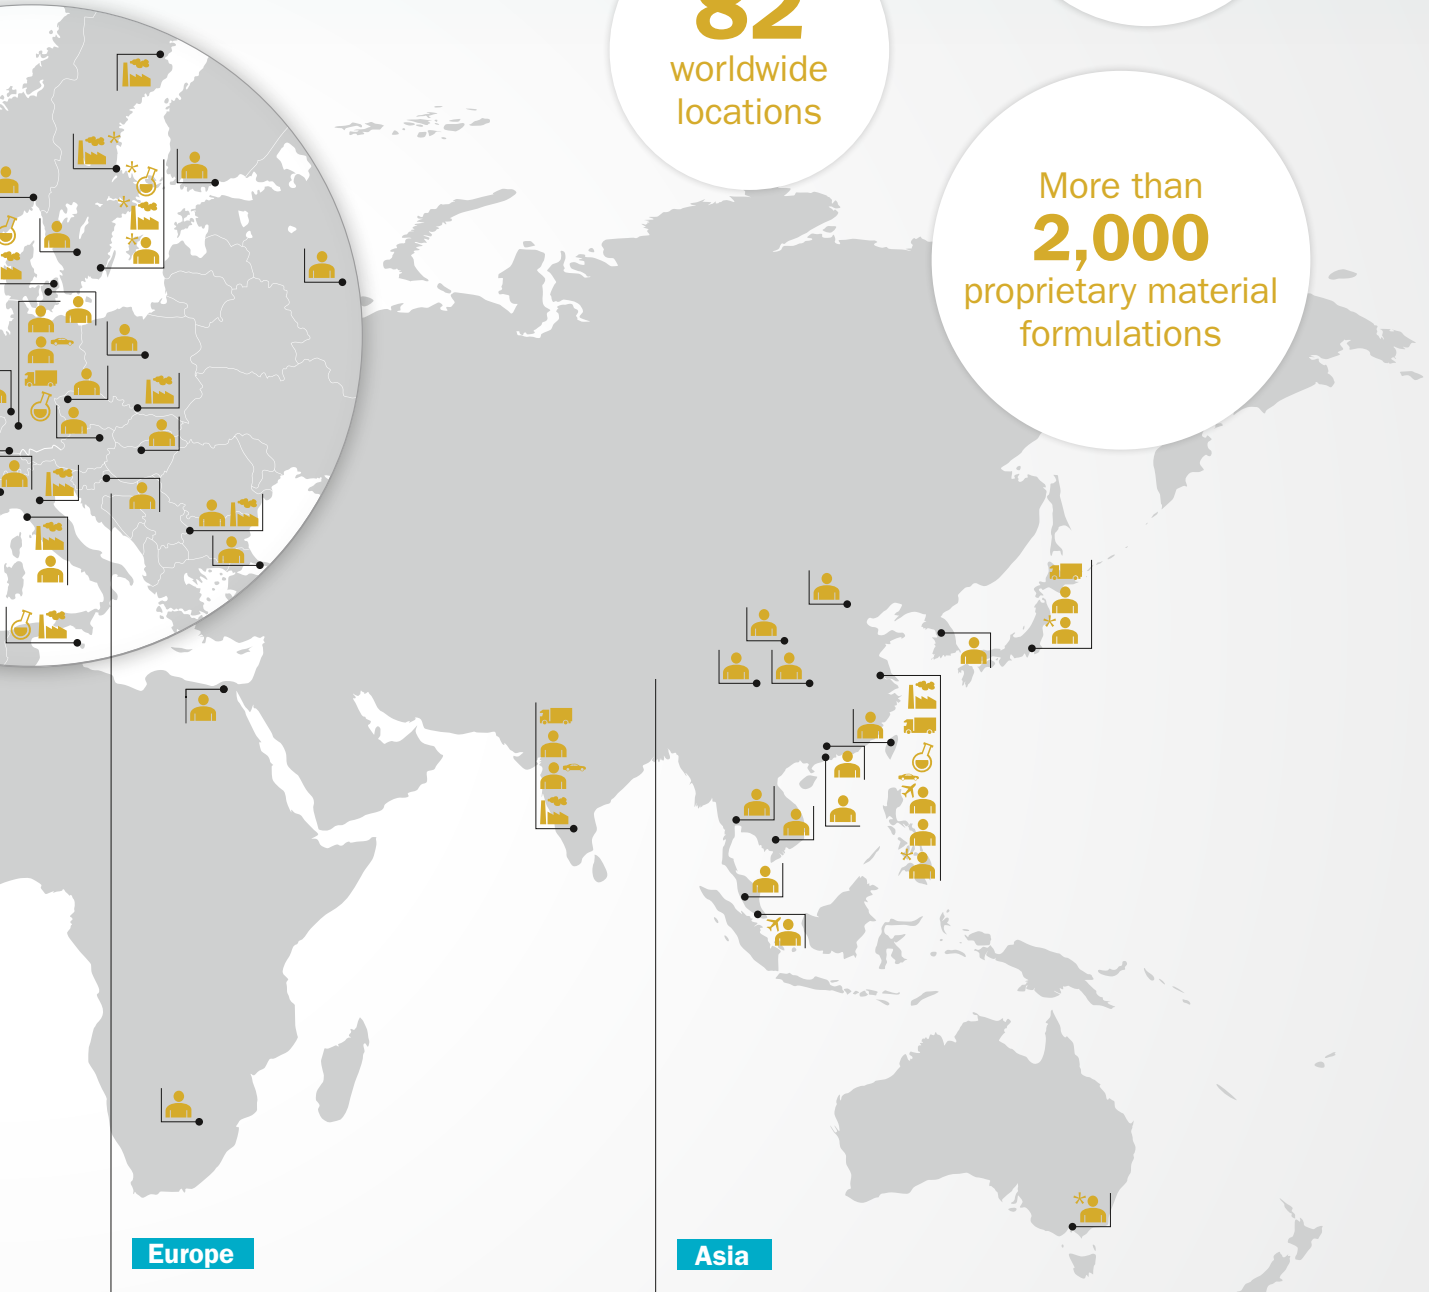 82
worldwide
locations
More than
2,000
proprietary material
formulations
Europe
Asia